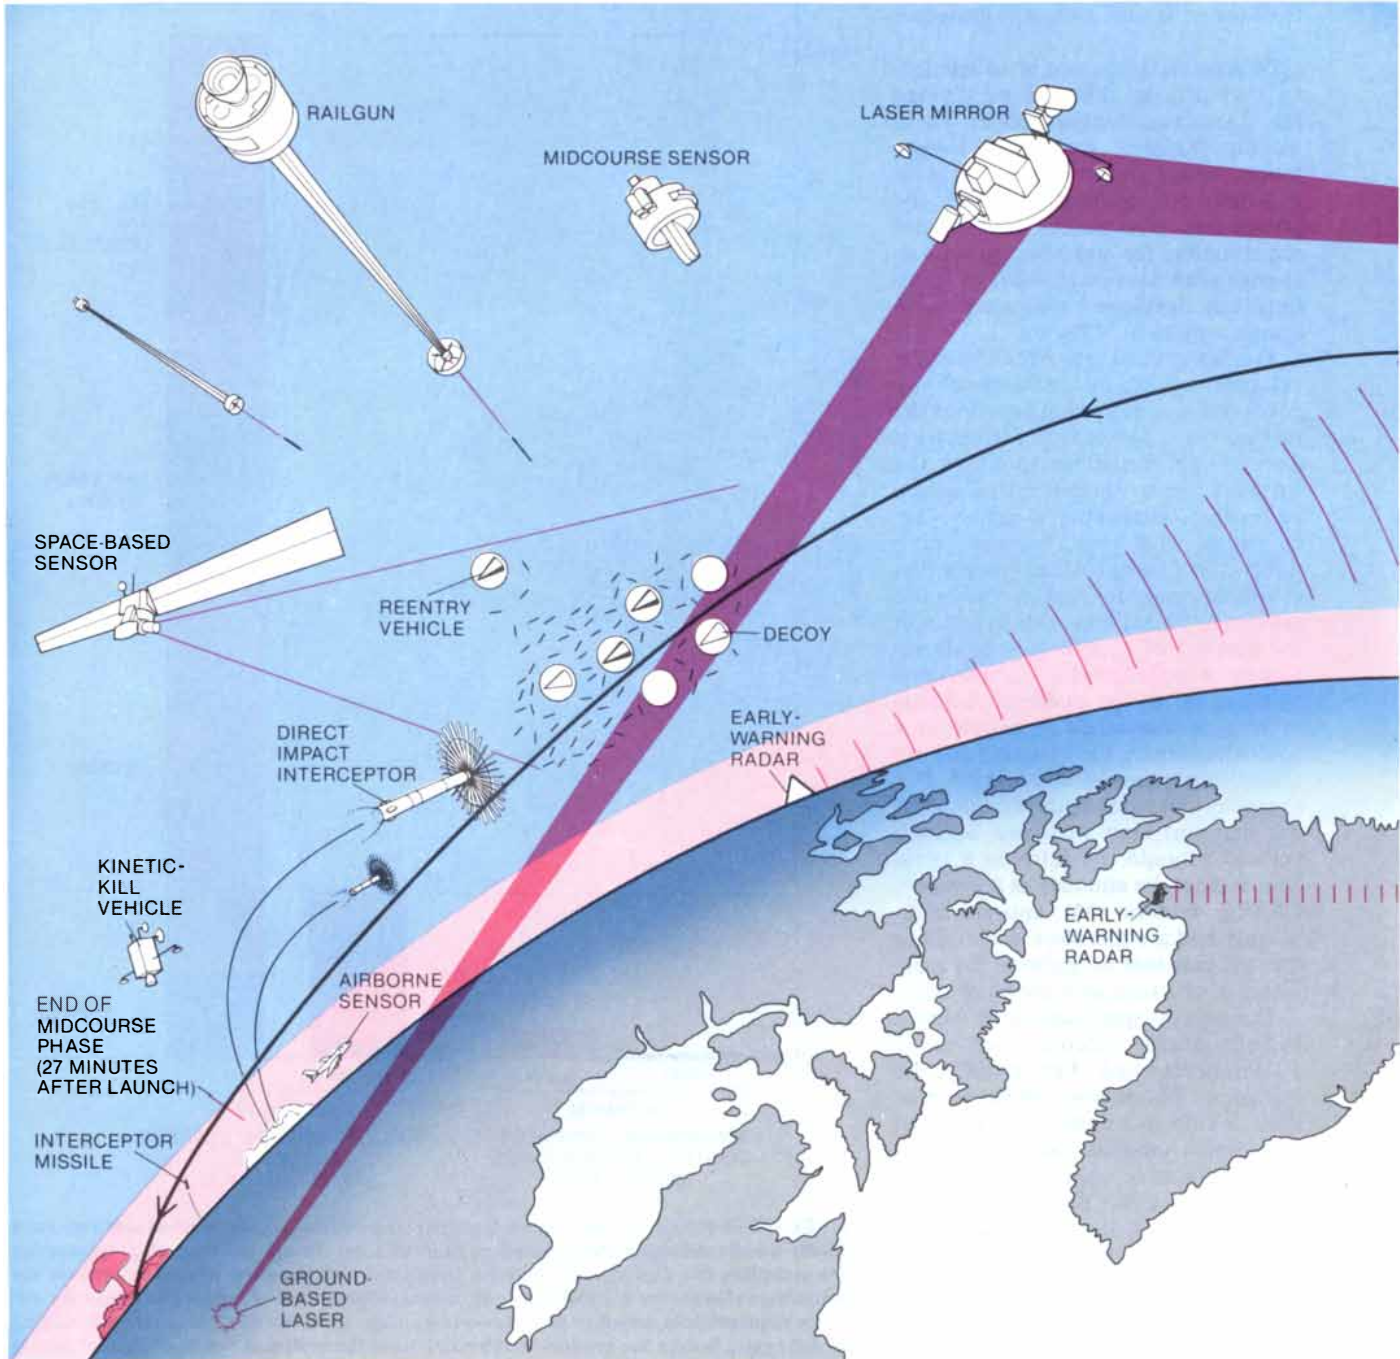 RAILGUN
MIDCOURSE SENSOR
LASER MIRROR
SPACE-BASED
SENSOR
REENTRY
VEHICLE
DECOY
DIRECT
IMPACT
INTERCEPTOR
EARLY-
WARNING
RADAR
KINETIC-
KILL
VEHICLE
EARLY-
WARNING
RADAR
AIRBORNE
SENSOR
END OF
MIDCOURSE
PHASE
(27 MINUTES
AFTER LAUNCH)
INTERCEPTOR
MISSILE
GROUND-
BASED
LASER